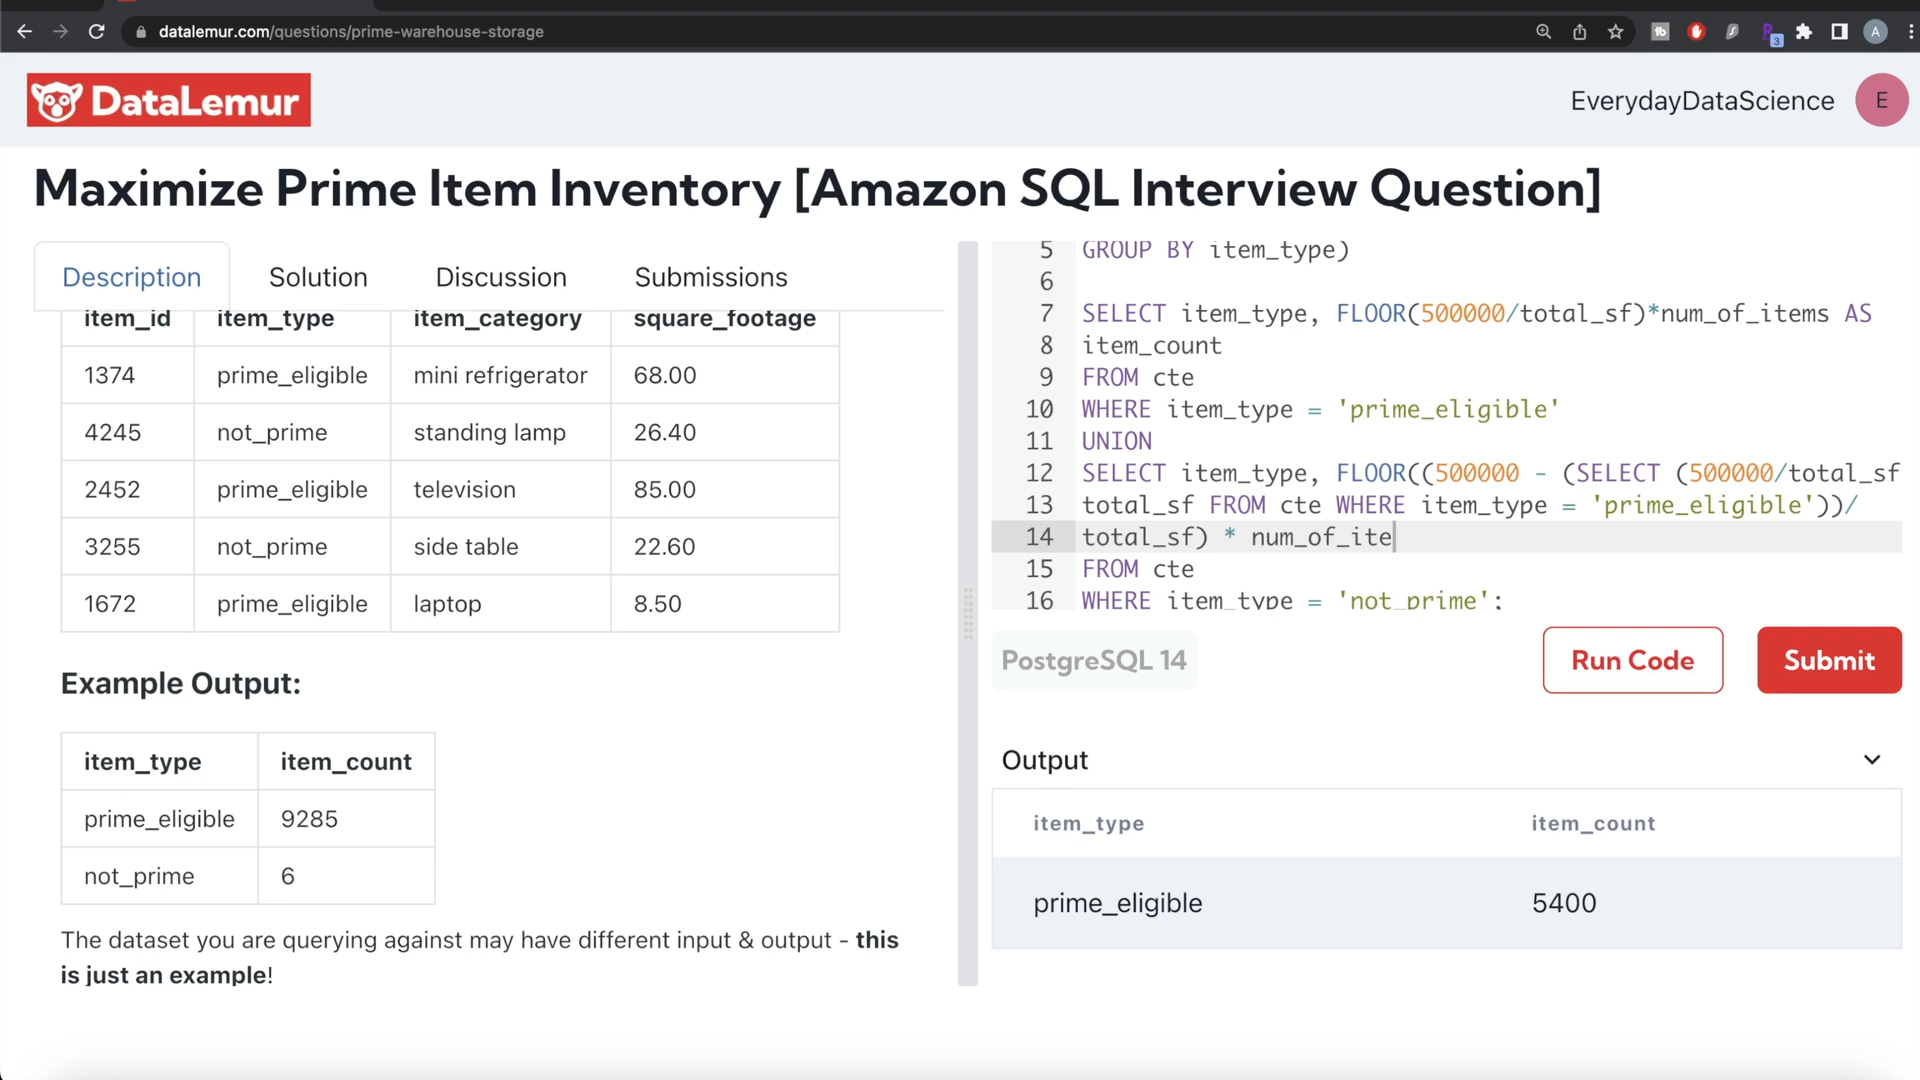 datalemur.com/questions/prime-warehouse-storage
3
A
DataLemur
EverydayDataScience
E
Maximize Prime Item Inventory [Amazon SQL Interview Question]
Description Solution Discussion Submissions
item_id item_type item_category square_footage
1374 prime_eligible mini refrigerator 68.00
4245 not_prime standing lamp 26.40
2452 prime_eligible television 85.00
3255 not_prime side table 22.60
1672 prime_eligible laptop 8.50
Example Output:
item_type item_count
prime_eligible 9285
not_prime 6
The dataset you are querying against may have different input & output - this
is just an example!
5 GROUP BY item_type)
6
7 SELECT item_type, FLOOR(500000/total_sf)*num_of_items AS
8 item_count
9 FROM cte
10 WHERE item_type = 'prime_eligible'
11 UNION
12 SELECT item_type, FLOOR((500000 - (SELECT (500000/total_sf
13 total_sf FROM cte WHERE item_type = 'prime_eligible'))/
14 total_sf) * num_of_ite
15 FROM cte
16 WHERE item_type = 'not_prime';
PostgreSQL 14
Run Code
Submit
Output
item_type item_count
prime_eligible 5400